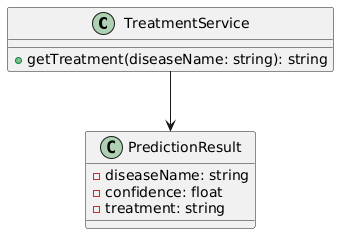 C TreatmentService
getTreatment(diseaseName: string): string
C PredictionResult
diseaseName: string
confidence: float
treatment: string